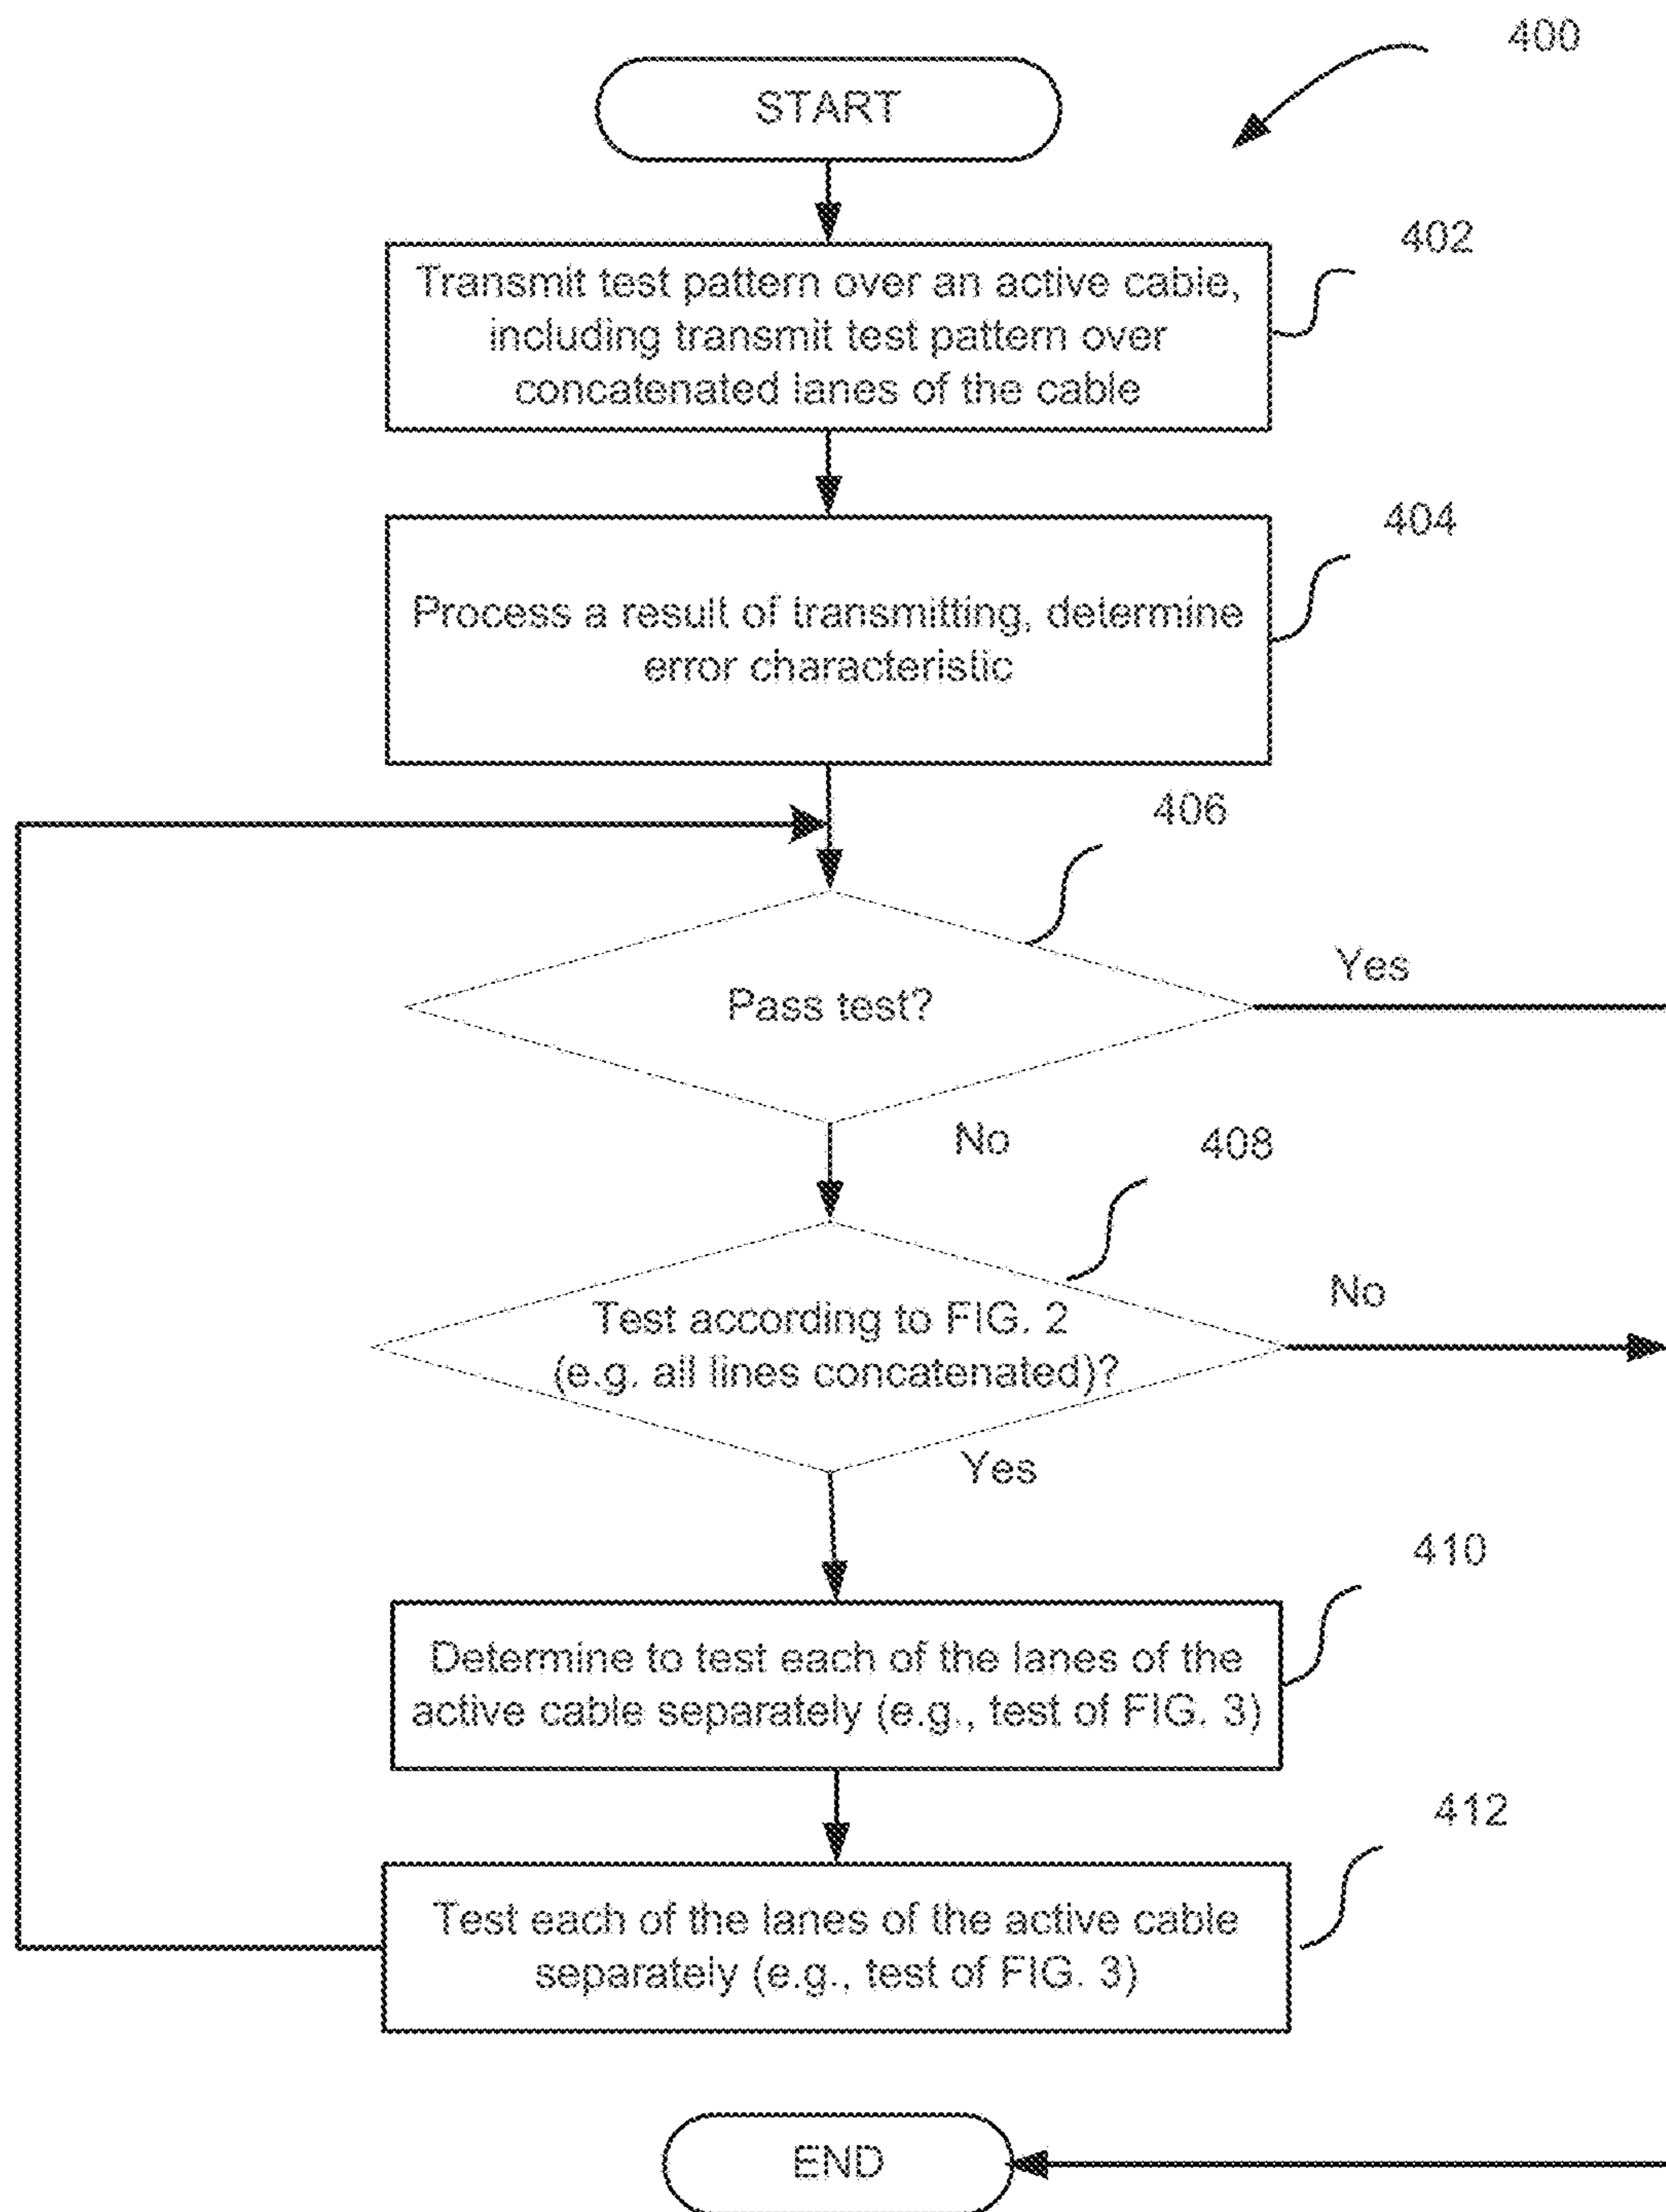 400
START
402
Transmit test pattern over an active cable,
including transmit test pattern over
concatenated lanes of the cable
404
Process a result of transmitting, determine
error characteristic
406
Pass test?
Yes
No
408
Test according to FIG. 2
(e.g. all lines concatenated)?
No
Yes
410
Determine to test each of the lanes of the
active cable separately (e.g., test of FIG. 3)
412
Test each of the lanes of the active cable
separately (e.g., test of FIG. 3)
END